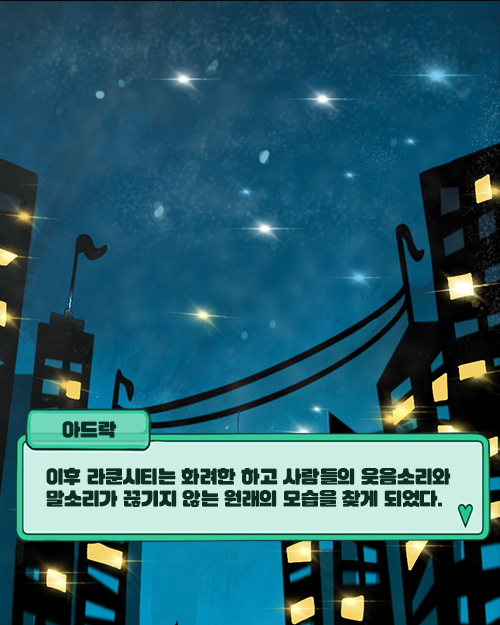 아드락
이후 라쿤시티는 화려한 하고 사람들의 웃음소리와
말소리가 끊기지 않는 원래의 모습을 찾게 되었다.